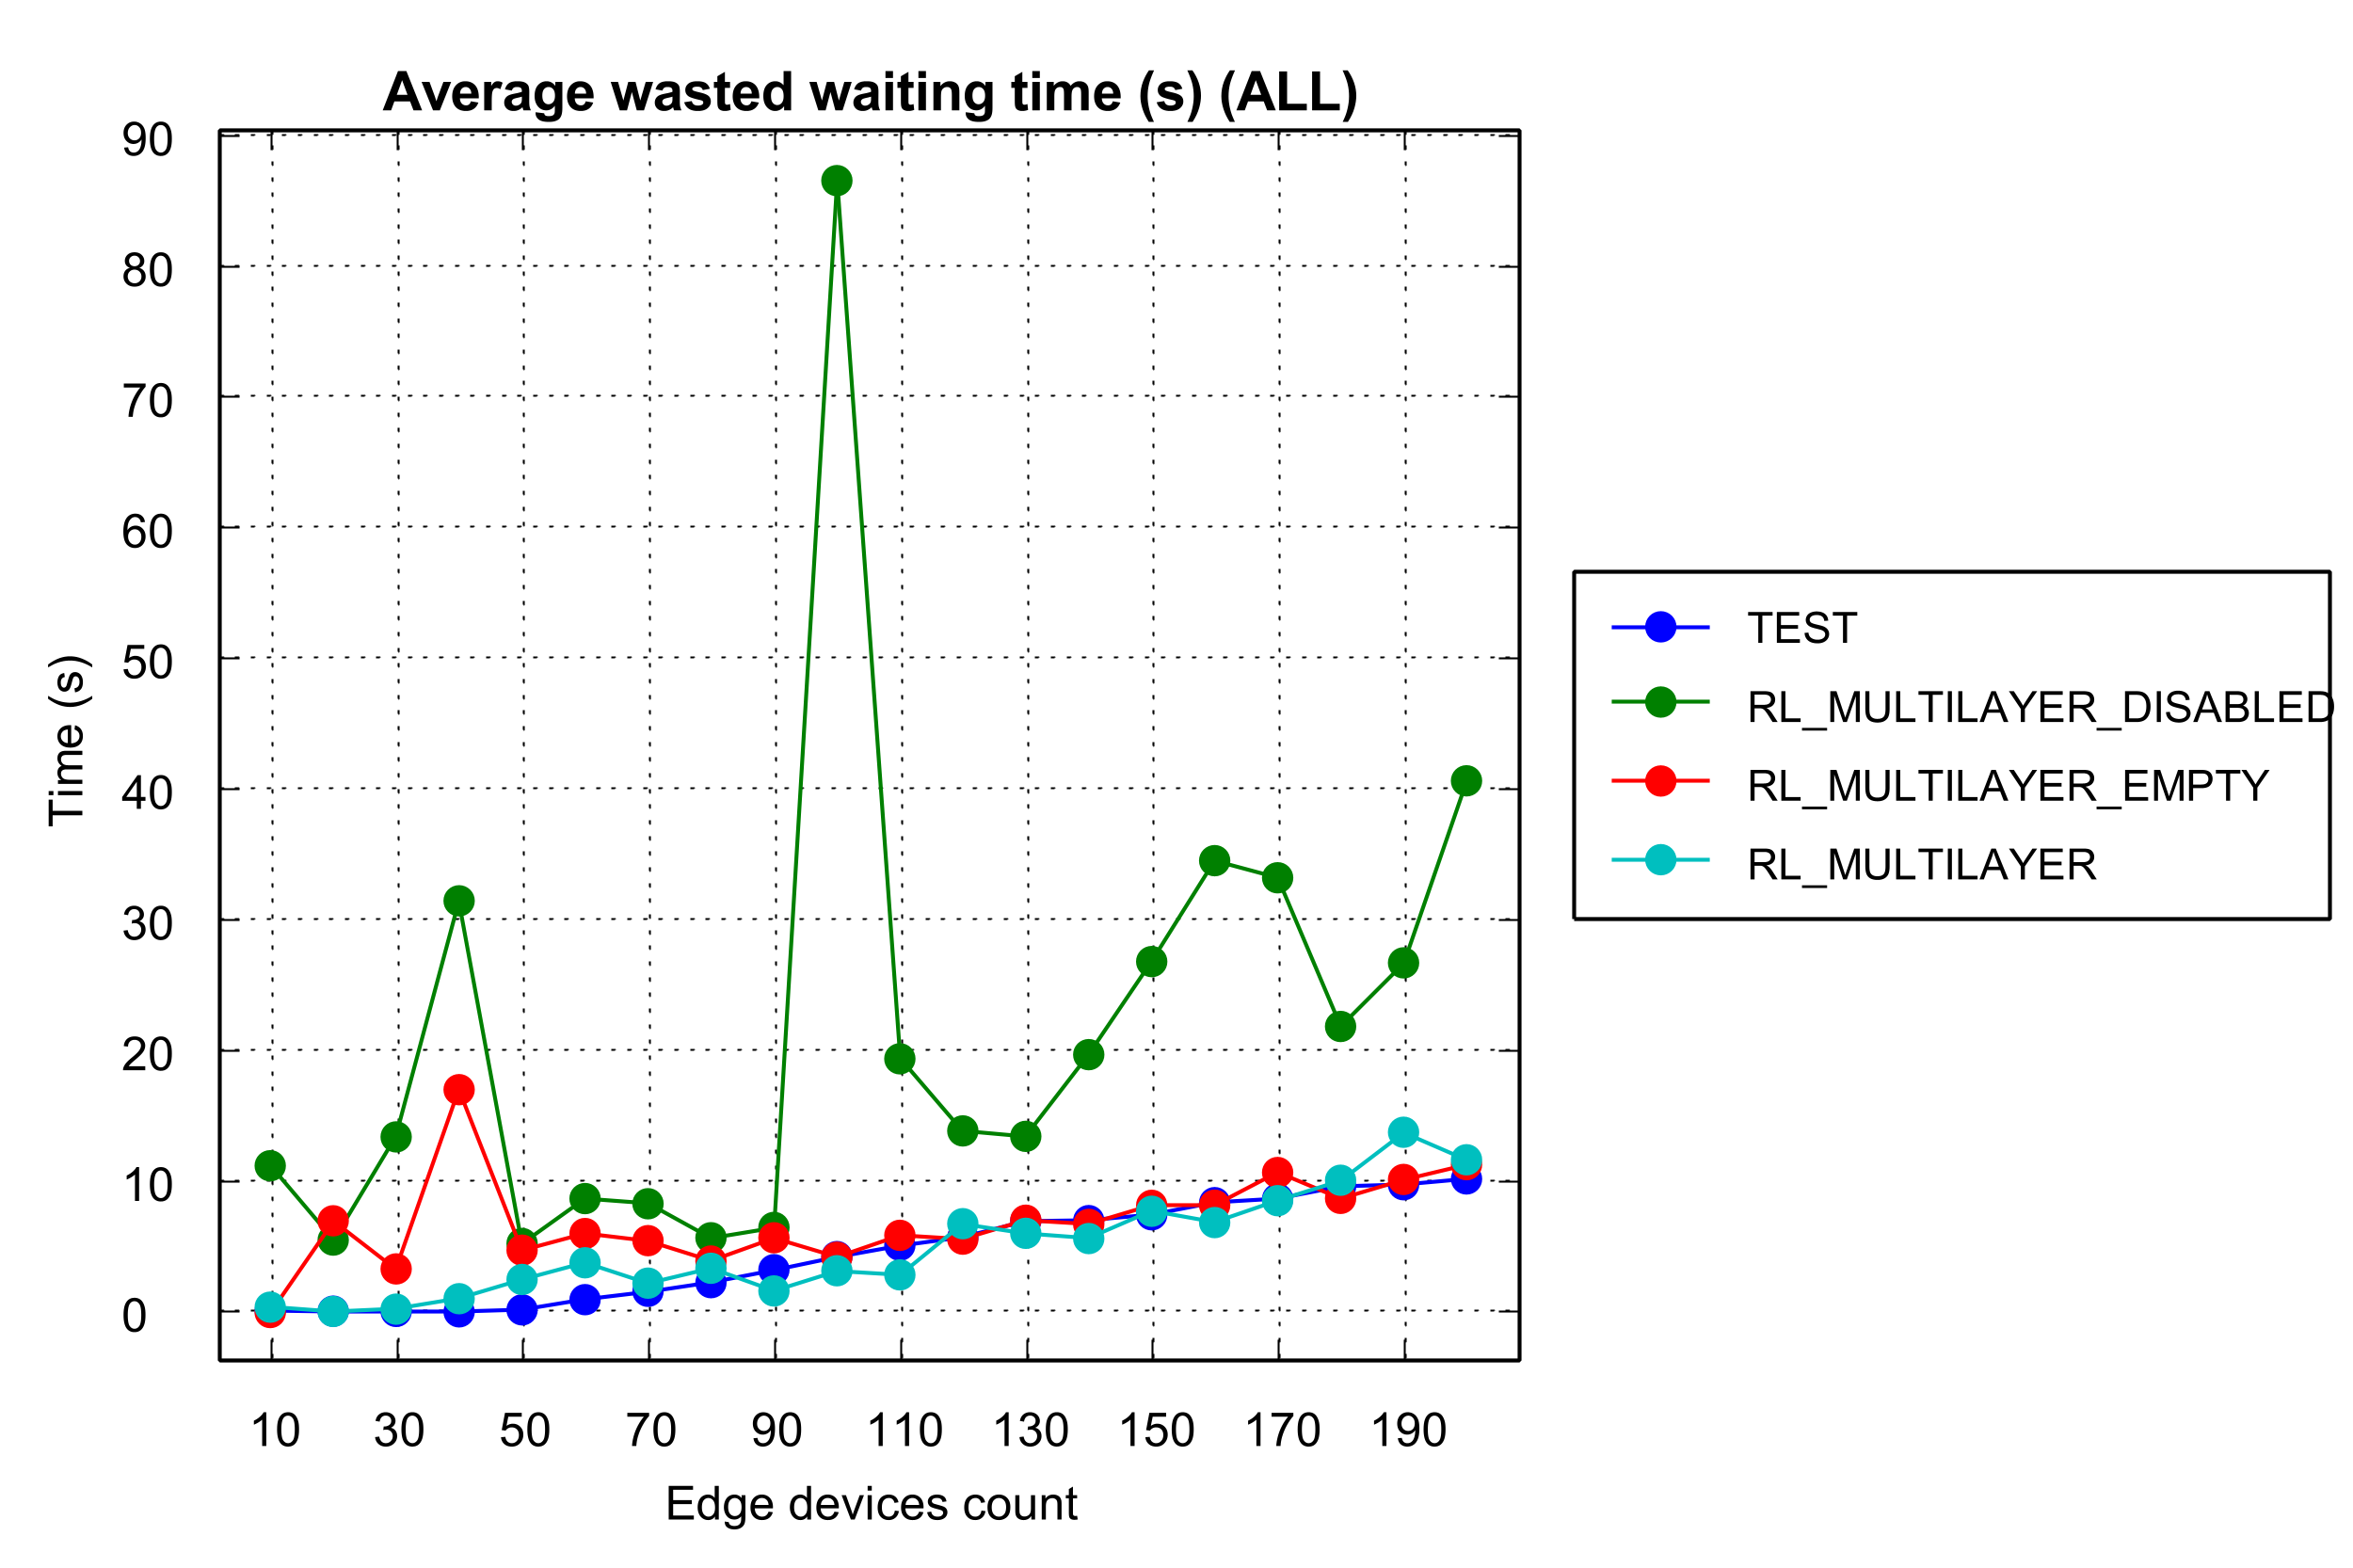 Average wasted waiting time (s) (ALL)
90
80
70
60
50
40
30
20
10
0
Time (s)
10 30 50 70 90 110 130 150 170 190
Edge devices count
TEST
RL_MULTILAYER_DISABLED
RL_MULTILAYER_EMPTY
RL_MULTILAYER